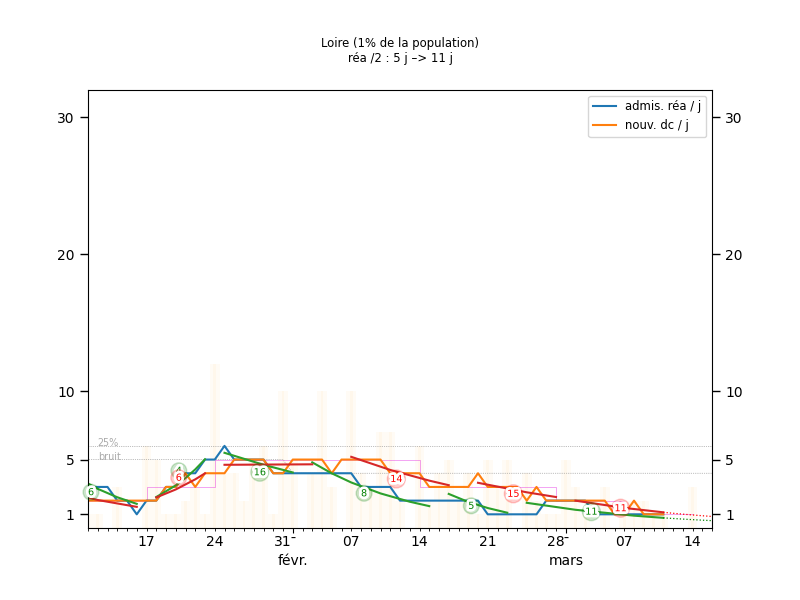 Loire (1% de la population)
réa /2 : 5 j –> 11 j
admis. réa / j
nouv. dc / j
30 30
20 20
10 10
25%
bruit
5 5
1 1
6 4 6 16 8 14 5 15 11 11
17 24 31 07 14 21 28 07 14
févr. mars